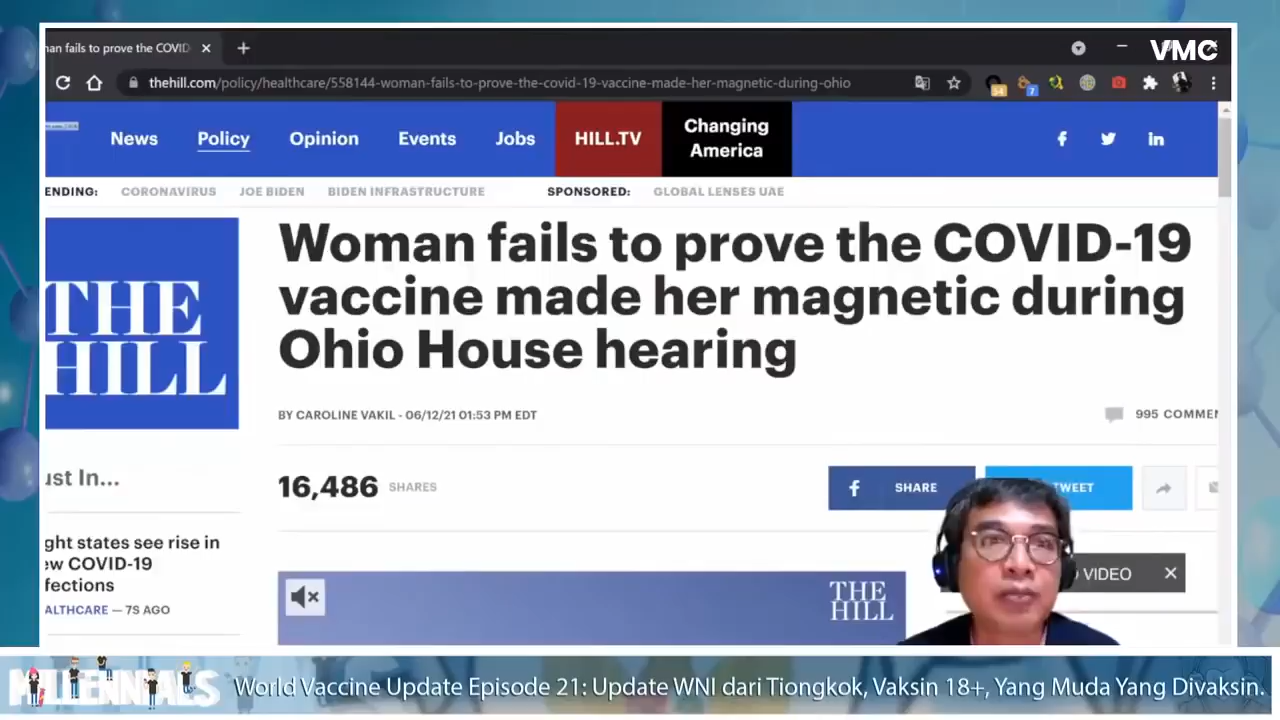 VMC
an fails to prove the COVID
thehill.com/policy/healthcare/558144-woman-fails-to-prove-the-covid-19-vaccine-made-her-magnetic-during-ohio
54
7
News Policy Opinion Events Jobs HILL.TV Changing America
ENDING: CORONAVIRUS JOE BIDEN BIDEN INFRASTRUCTURE SPONSORED: GLOBAL LENSES UAE
THE
HILL
Woman fails to prove the COVID-19
vaccine made her magnetic during
Ohio House hearing
BY CAROLINE VAKIL - 06/12/21 01:53 PM EDT
995 COMMEN
16,486 SHARES
SHARE
TWEET
ust In...
ght states see rise in
ew COVID-19
fections
ALTHCARE — 7S AGO
THE
HILL
VIDEO
MILLENNIALS
World Vaccine Update Episode 21: Update WNI dari Tiongkok, Vaksin 18+, Yang Muda Yang Divaksin.